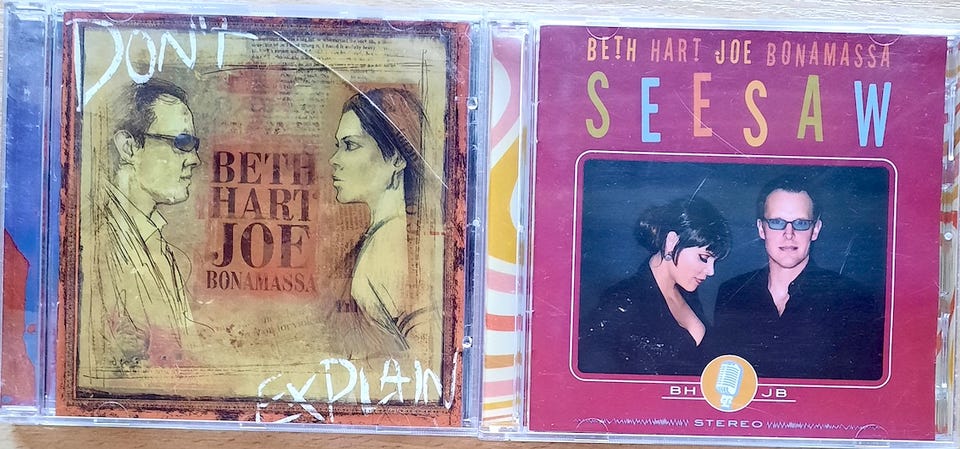 DON'T
BETH
HART
JOE
BONAMASSA
EXPLAIN
BETH HART JOE BONAMASSA
SEESAW
BH JB
STEREO